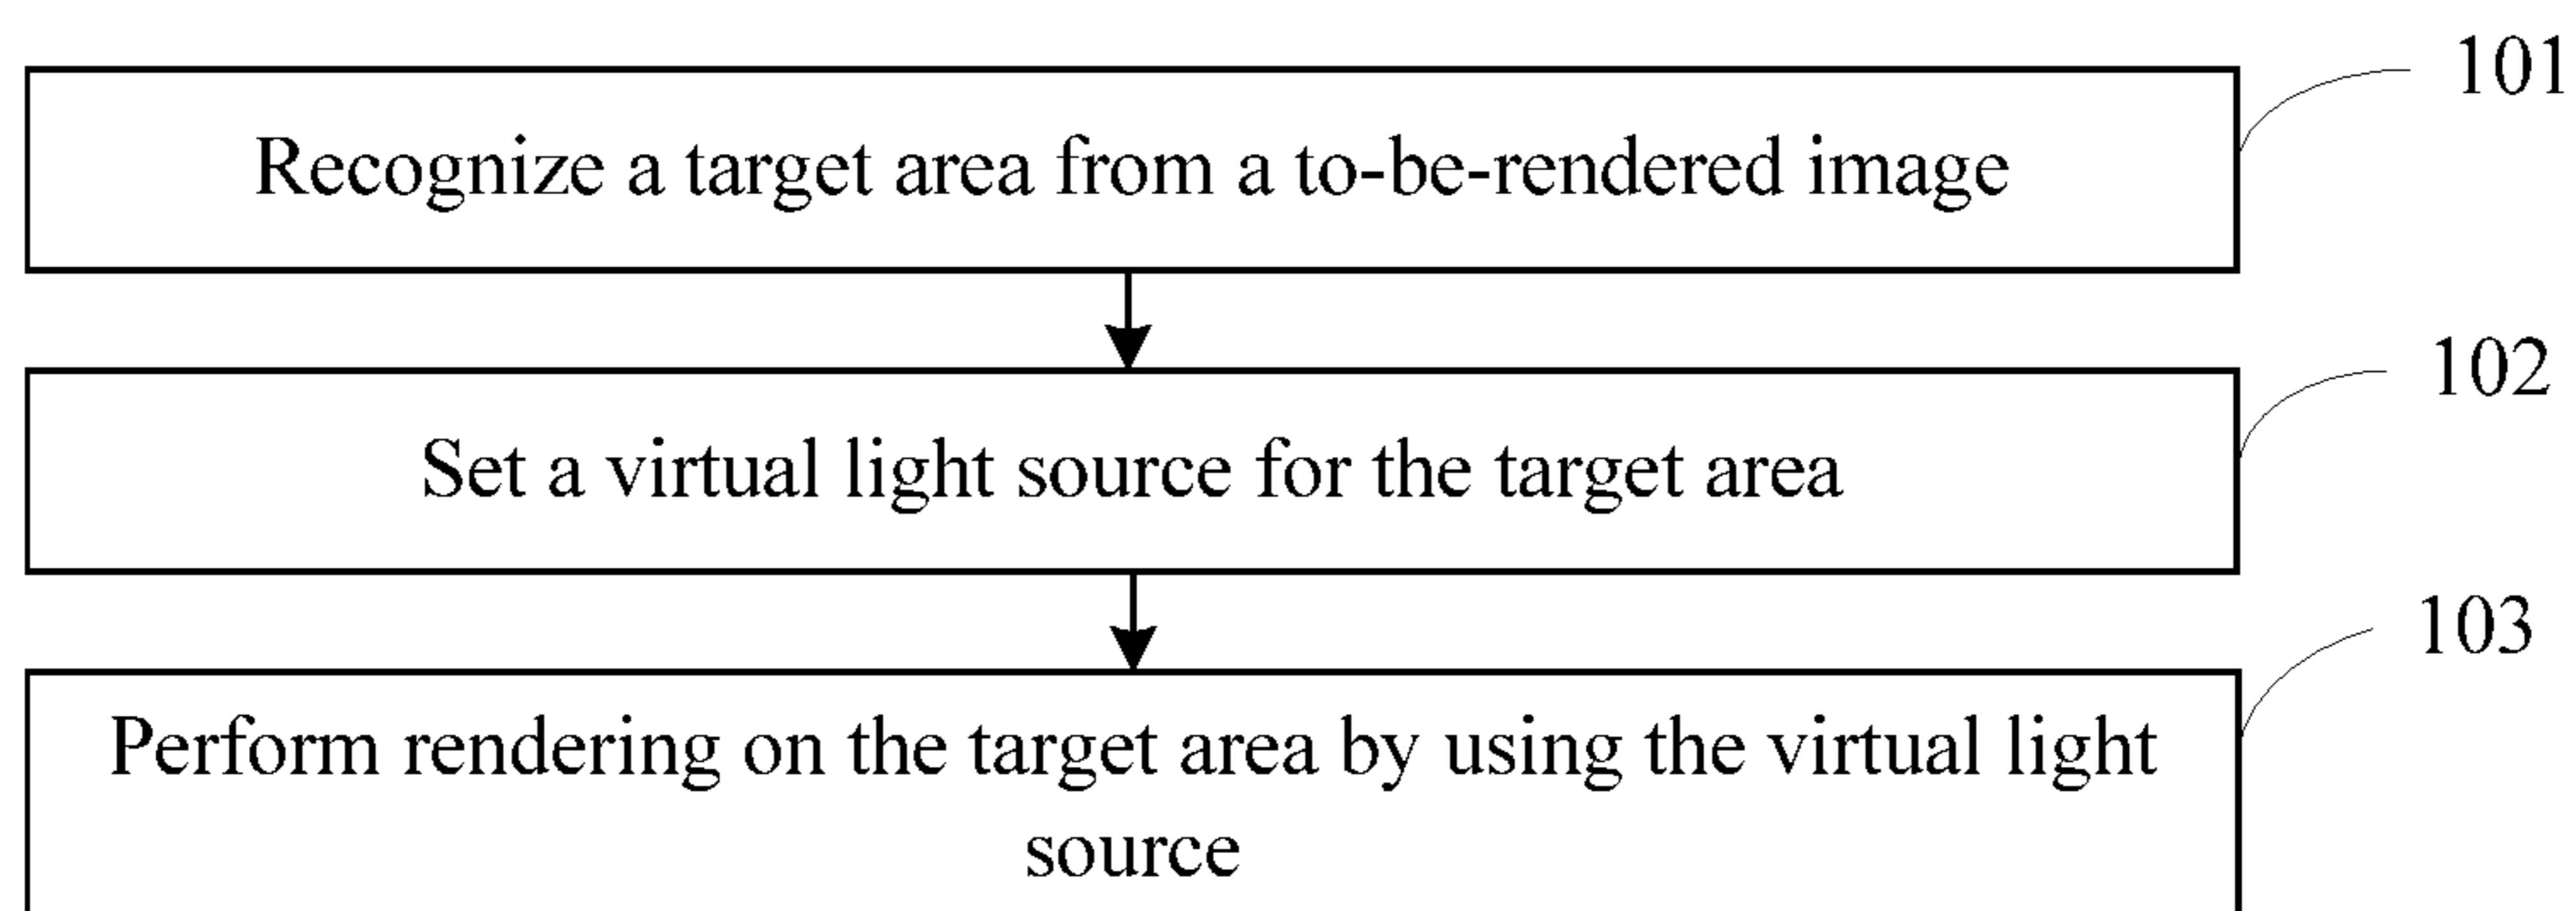 101
Recognize a target area from a to-be-rendered image
102
Set a virtual light source for the target area
103
Perform rendering on the target area by using the virtual light
source